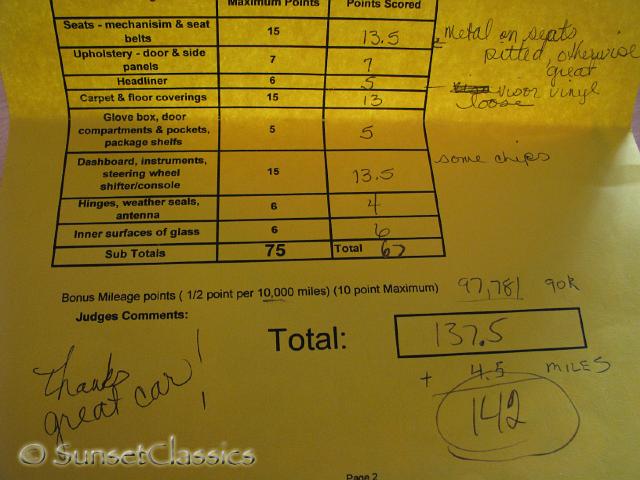 Maximum Points Points Scored
Seats - mechanisim & seat
belts 15 13.5
Metal on seats
pitted, otherwise
great
Upholstery - door & side
panels 7 7
Headliner 6 5
visor vinyl
loose
Carpet & floor coverings 15 13
Glove box, door
compartments & pockets,
package shelfs 5 5
Dashboard, instruments,
steering wheel
shifter/console 15 13.5
some chips
Hinges, weather seals,
antenna 6 4
Inner surfaces of glass 6 6
Sub Totals 75 Total 67
Bonus Mileage points ( 1/2 point per 10,000 miles) (10 point Maximum) 97,781 90K
Judges Comments:
Total: 137.5
+ 4.5 MILES
142
Thanks
great car!
!
© SunsetClassics
Page 2